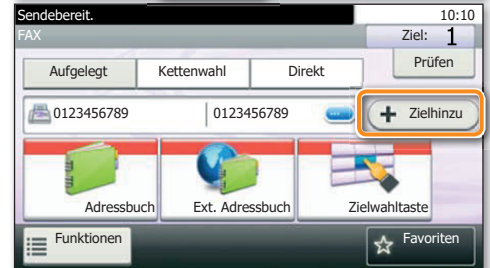 Sendebereit. 10:10
FAX Ziel: 1
Prüfen
Aufgelegt Kettenwahl Direkt
0123456789 0123456789 + Zielhinzu
Adressbuch Ext. Adressbuch Zielwahltaste
Funktionen Favoriten